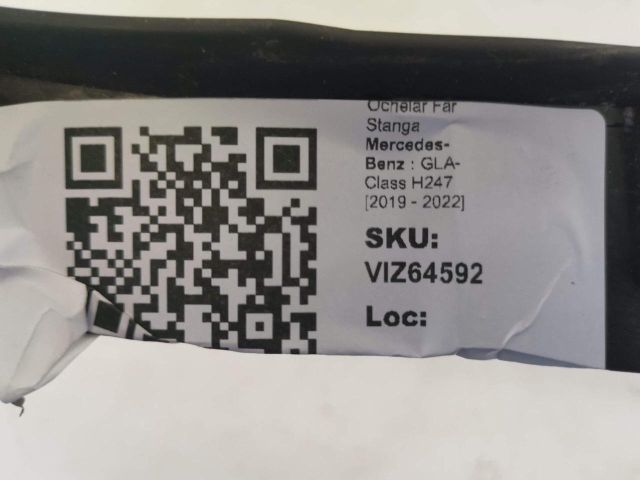 Ochelar Far
Stanga
Mercedes-
Benz : GLA-
Class H247
[2019 - 2022]
SKU:
VIZ64592
Loc: